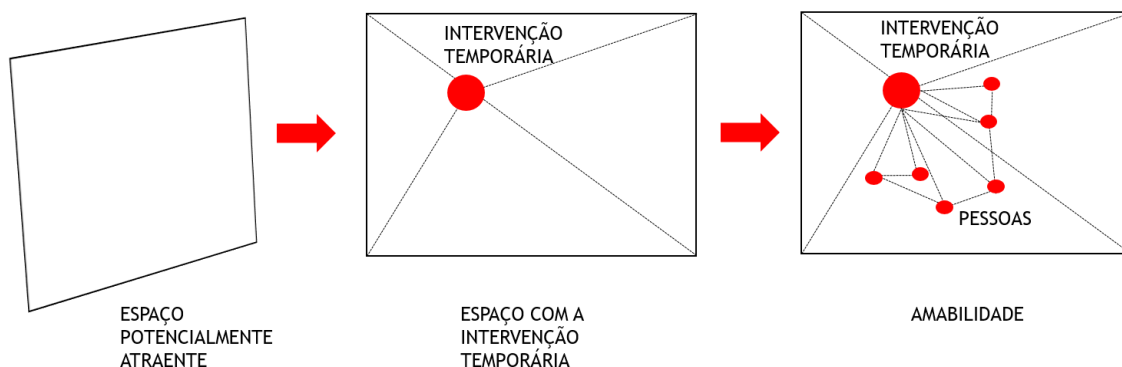 INTERVENÇÃO
TEMPORÁRIA
INTERVENÇÃO
TEMPORÁRIA
PESSOAS
ESPAÇO
POTENCIALMENTE
ATRAENTE
ESPAÇO COM A
INTERVENÇÃO
TEMPORÁRIA
AMABILIDADE